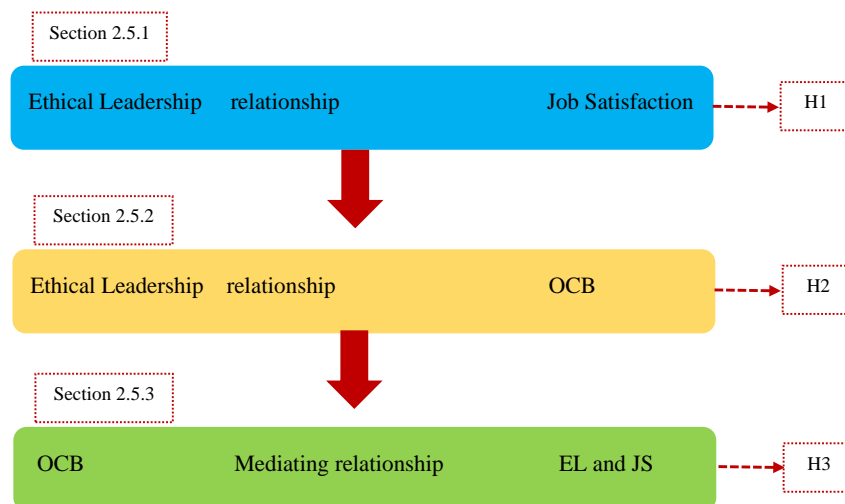 Section 2.5.1
Ethical Leadership relationship Job Satisfaction H1
Section 2.5.2
Ethical Leadership relationship OCB H2
Section 2.5.3
OCB Mediating relationship EL and JS H3